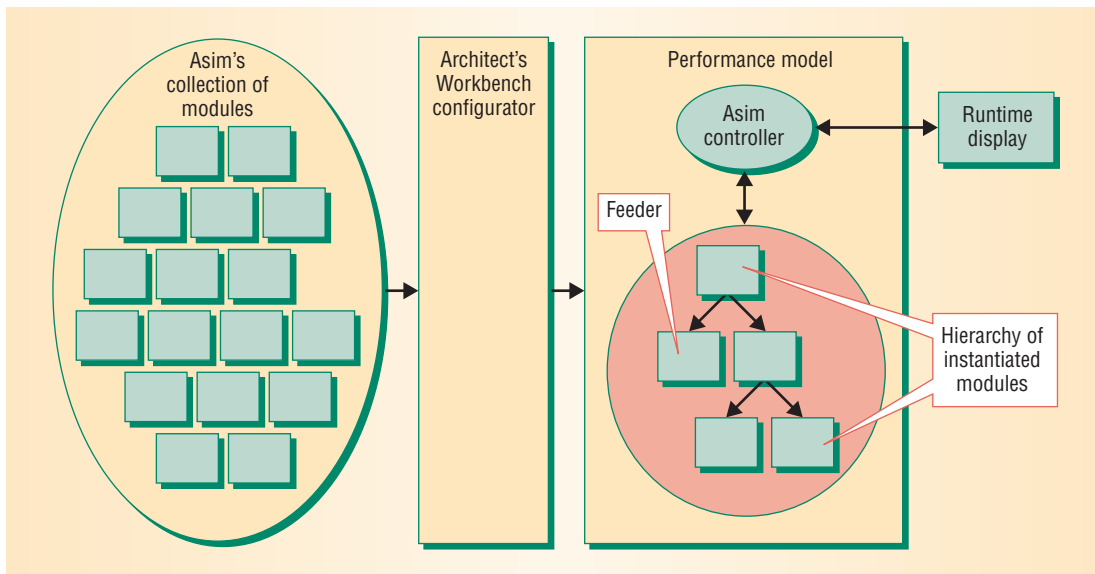 Asim's
collection of
modules
Architect's
Workbench
configurator
Performance model
Asim
controller
Runtime
display
Feeder
Hierarchy of
instantiated
modules